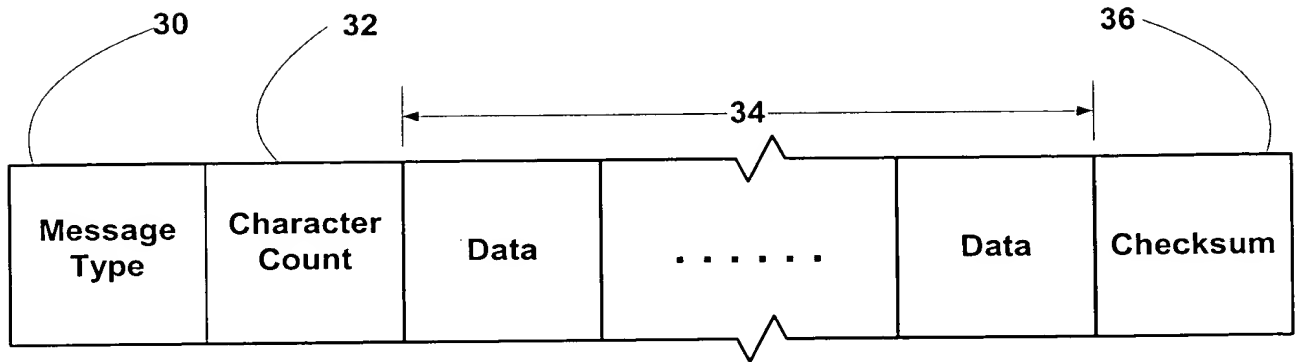 30
32
36
34
Message
Type
Character
Count
Data
......
Data
Checksum